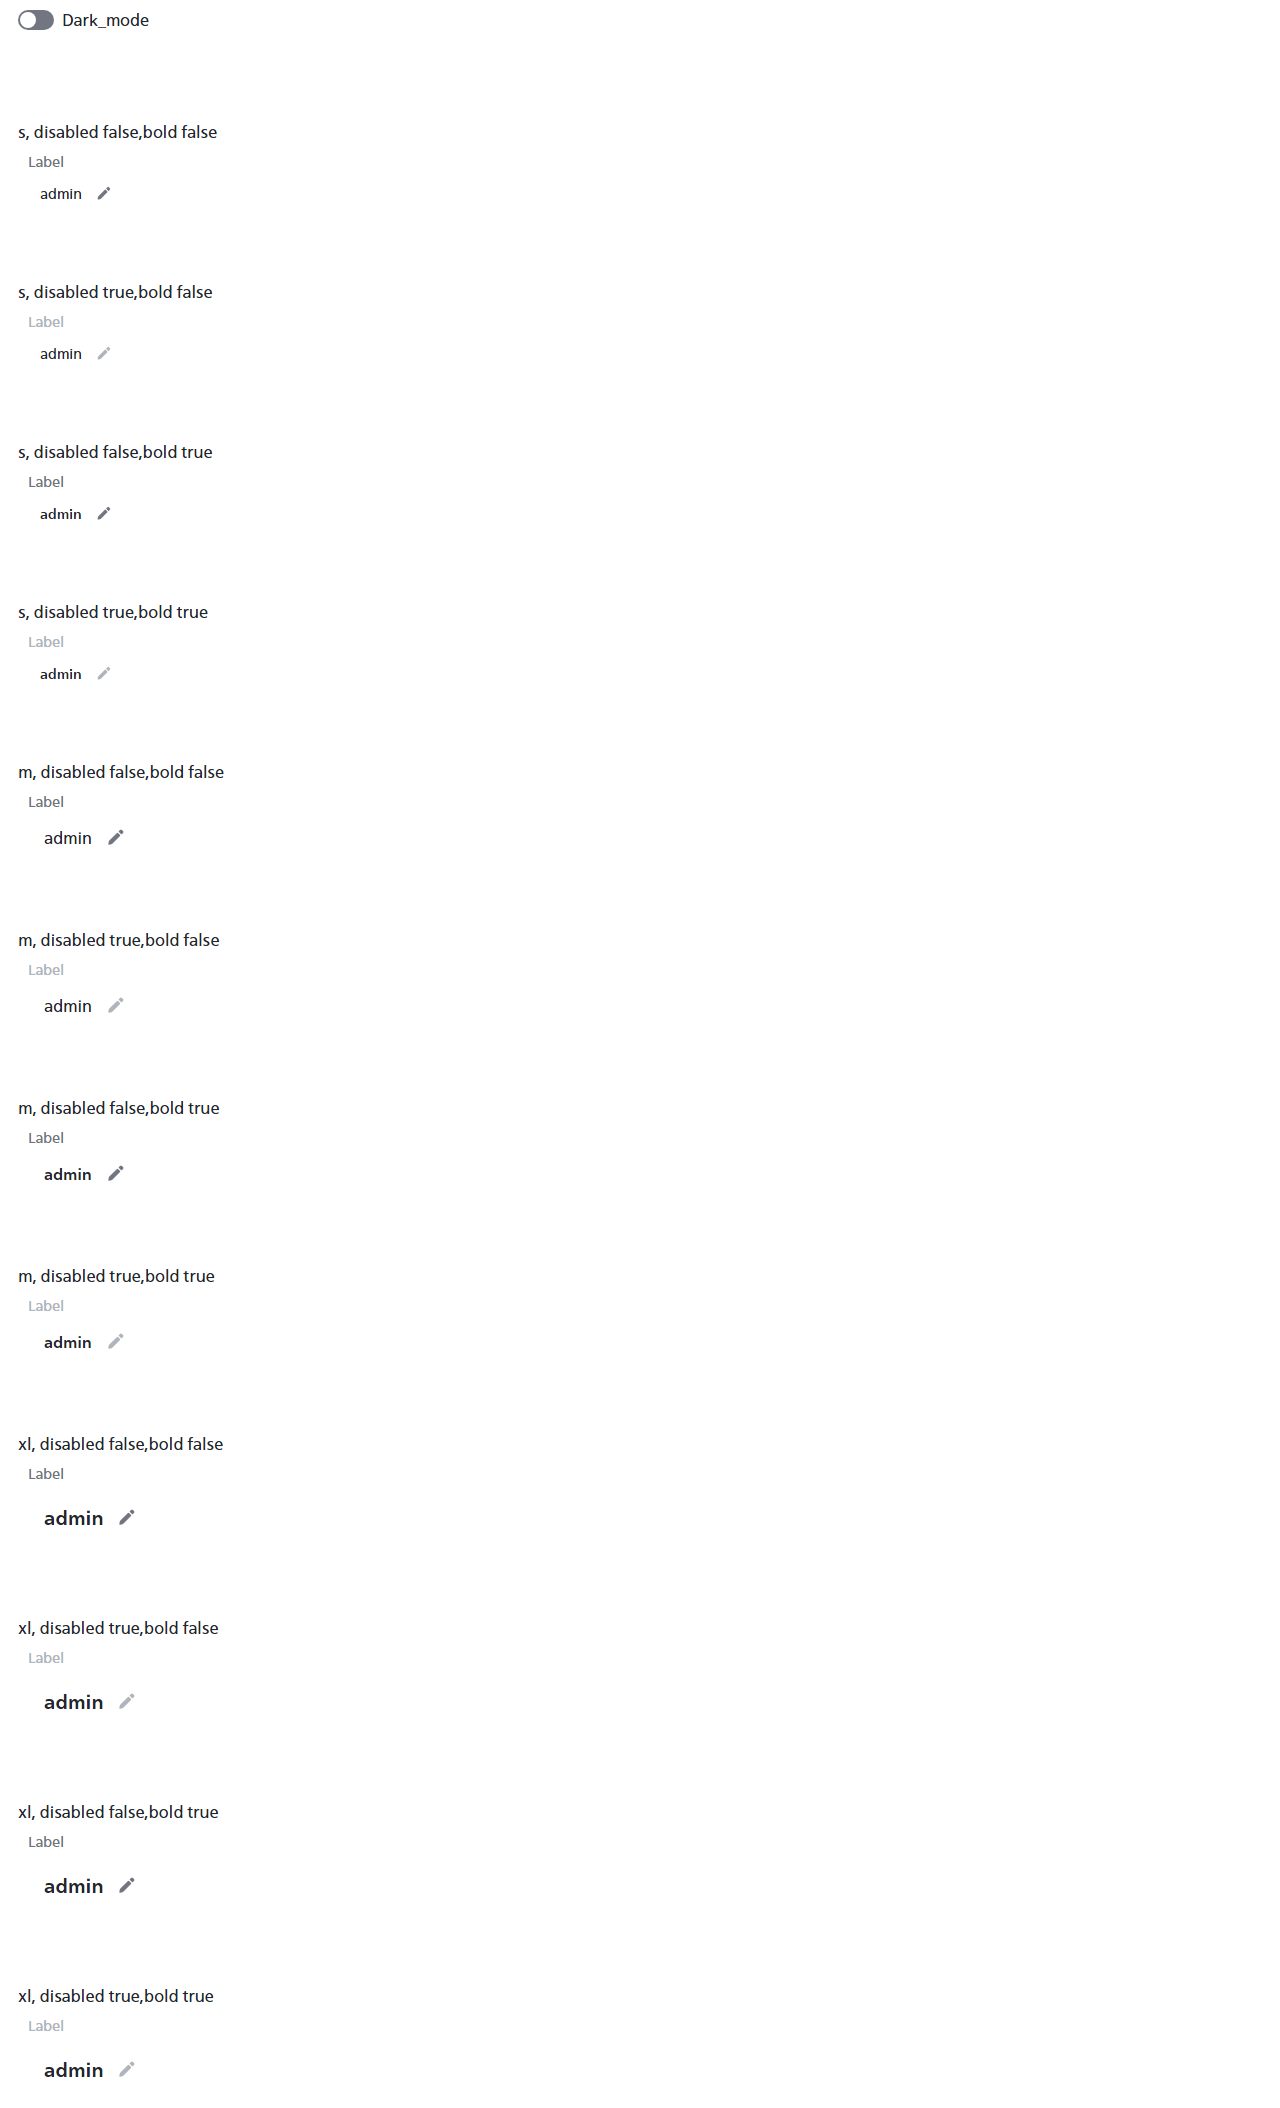 Dark_mode
s, disabled false,bold false
Label
admin
s, disabled true,bold false
Label
admin
s, disabled false,bold true
Label
admin
s, disabled true,bold true
Label
admin
m, disabled false,bold false
Label
admin
m, disabled true,bold false
Label
admin
m, disabled false,bold true
Label
admin
m, disabled true,bold true
Label
admin
xl, disabled false,bold false
Label
admin
xl, disabled true,bold false
Label
admin
xl, disabled false,bold true
Label
admin
xl, disabled true,bold true
Label
admin